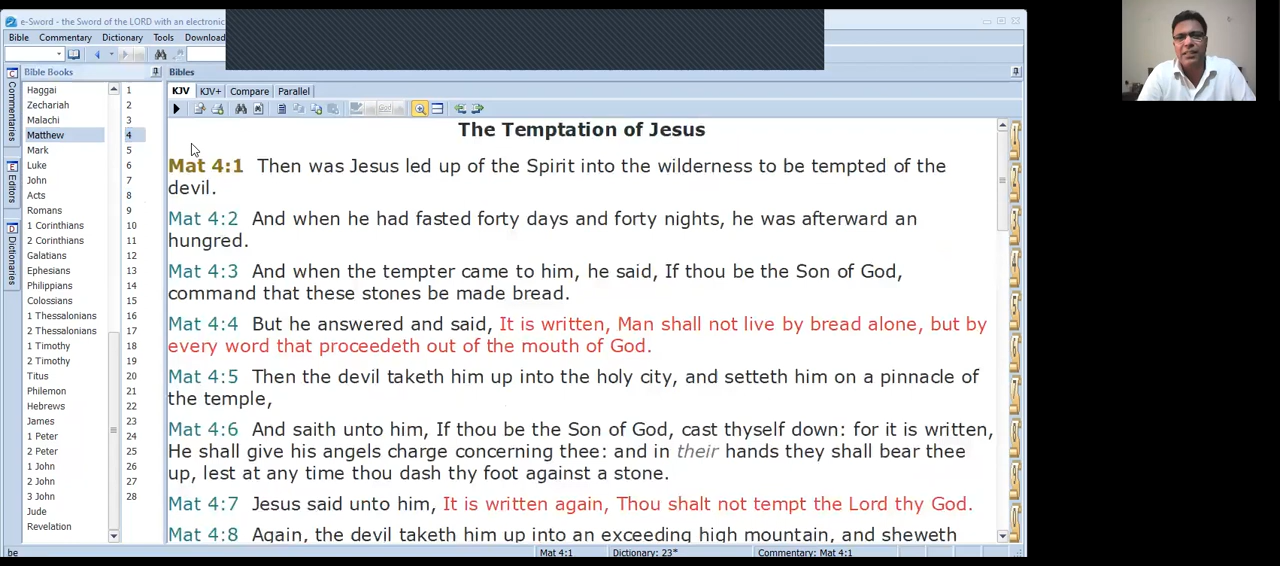 e-Sword - the Sword of the LORD with an electronic
Bible Commentary Dictionary Tools Download
Bible Books
Bibles
KJV KJV+ Compare Parallel
Commentaries
Editors
Dictionaries
Haggai 1
Zechariah 2
Malachi 3
Matthew 4
Mark 5
Luke 6
John 7
Acts 8
Romans 9
1 Corinthians 10
2 Corinthians 11
Galatians 12
Ephesians 13
Philippians 14
Colossians 15
1 Thessalonians 16
2 Thessalonians 17
1 Timothy 18
2 Timothy 19
Titus 20
Philemon 21
Hebrews 22
James 23
1 Peter 24
2 Peter 25
1 John 26
2 John 27
3 John 28
Jude
Revelation
The Temptation of Jesus
Mat 4:1 Then was Jesus led up of the Spirit into the wilderness to be tempted of the
devil.
Mat 4:2 And when he had fasted forty days and forty nights, he was afterward an
hungred.
Mat 4:3 And when the tempter came to him, he said, If thou be the Son of God,
command that these stones be made bread.
Mat 4:4 But he answered and said, It is written, Man shall not live by bread alone, but by
every word that proceedeth out of the mouth of God.
Mat 4:5 Then the devil taketh him up into the holy city, and setteth him on a pinnacle of
the temple,
Mat 4:6 And saith unto him, If thou be the Son of God, cast thyself down: for it is written,
He shall give his angels charge concerning thee: and in their hands they shall bear thee
up, lest at any time thou dash thy foot against a stone.
Mat 4:7 Jesus said unto him, It is written again, Thou shalt not tempt the Lord thy God.
Mat 4:8 Again, the devil taketh him up into an exceeding high mountain, and sheweth
be
Mat 4:1
Dictionary: 23*
Commentary: Mat 4:1